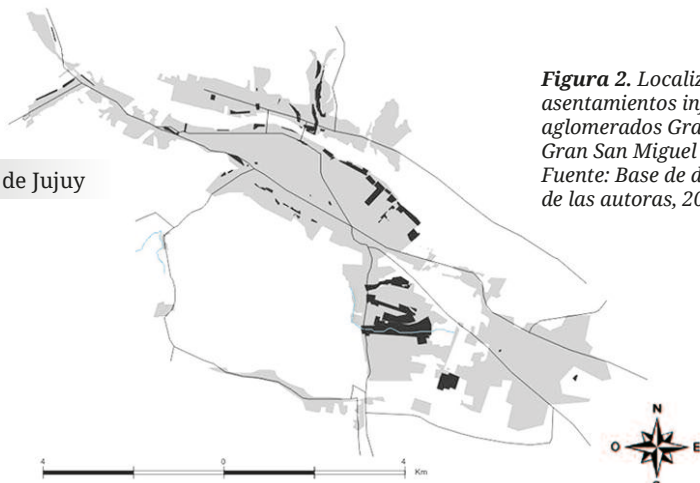 Figura 2. Localiz
asentamientos in
aglomerados Gra
Gran San Miguel
Fuente: Base de d
de las autoras, 20
de Jujuy
N
O
E
4
0
4
Km